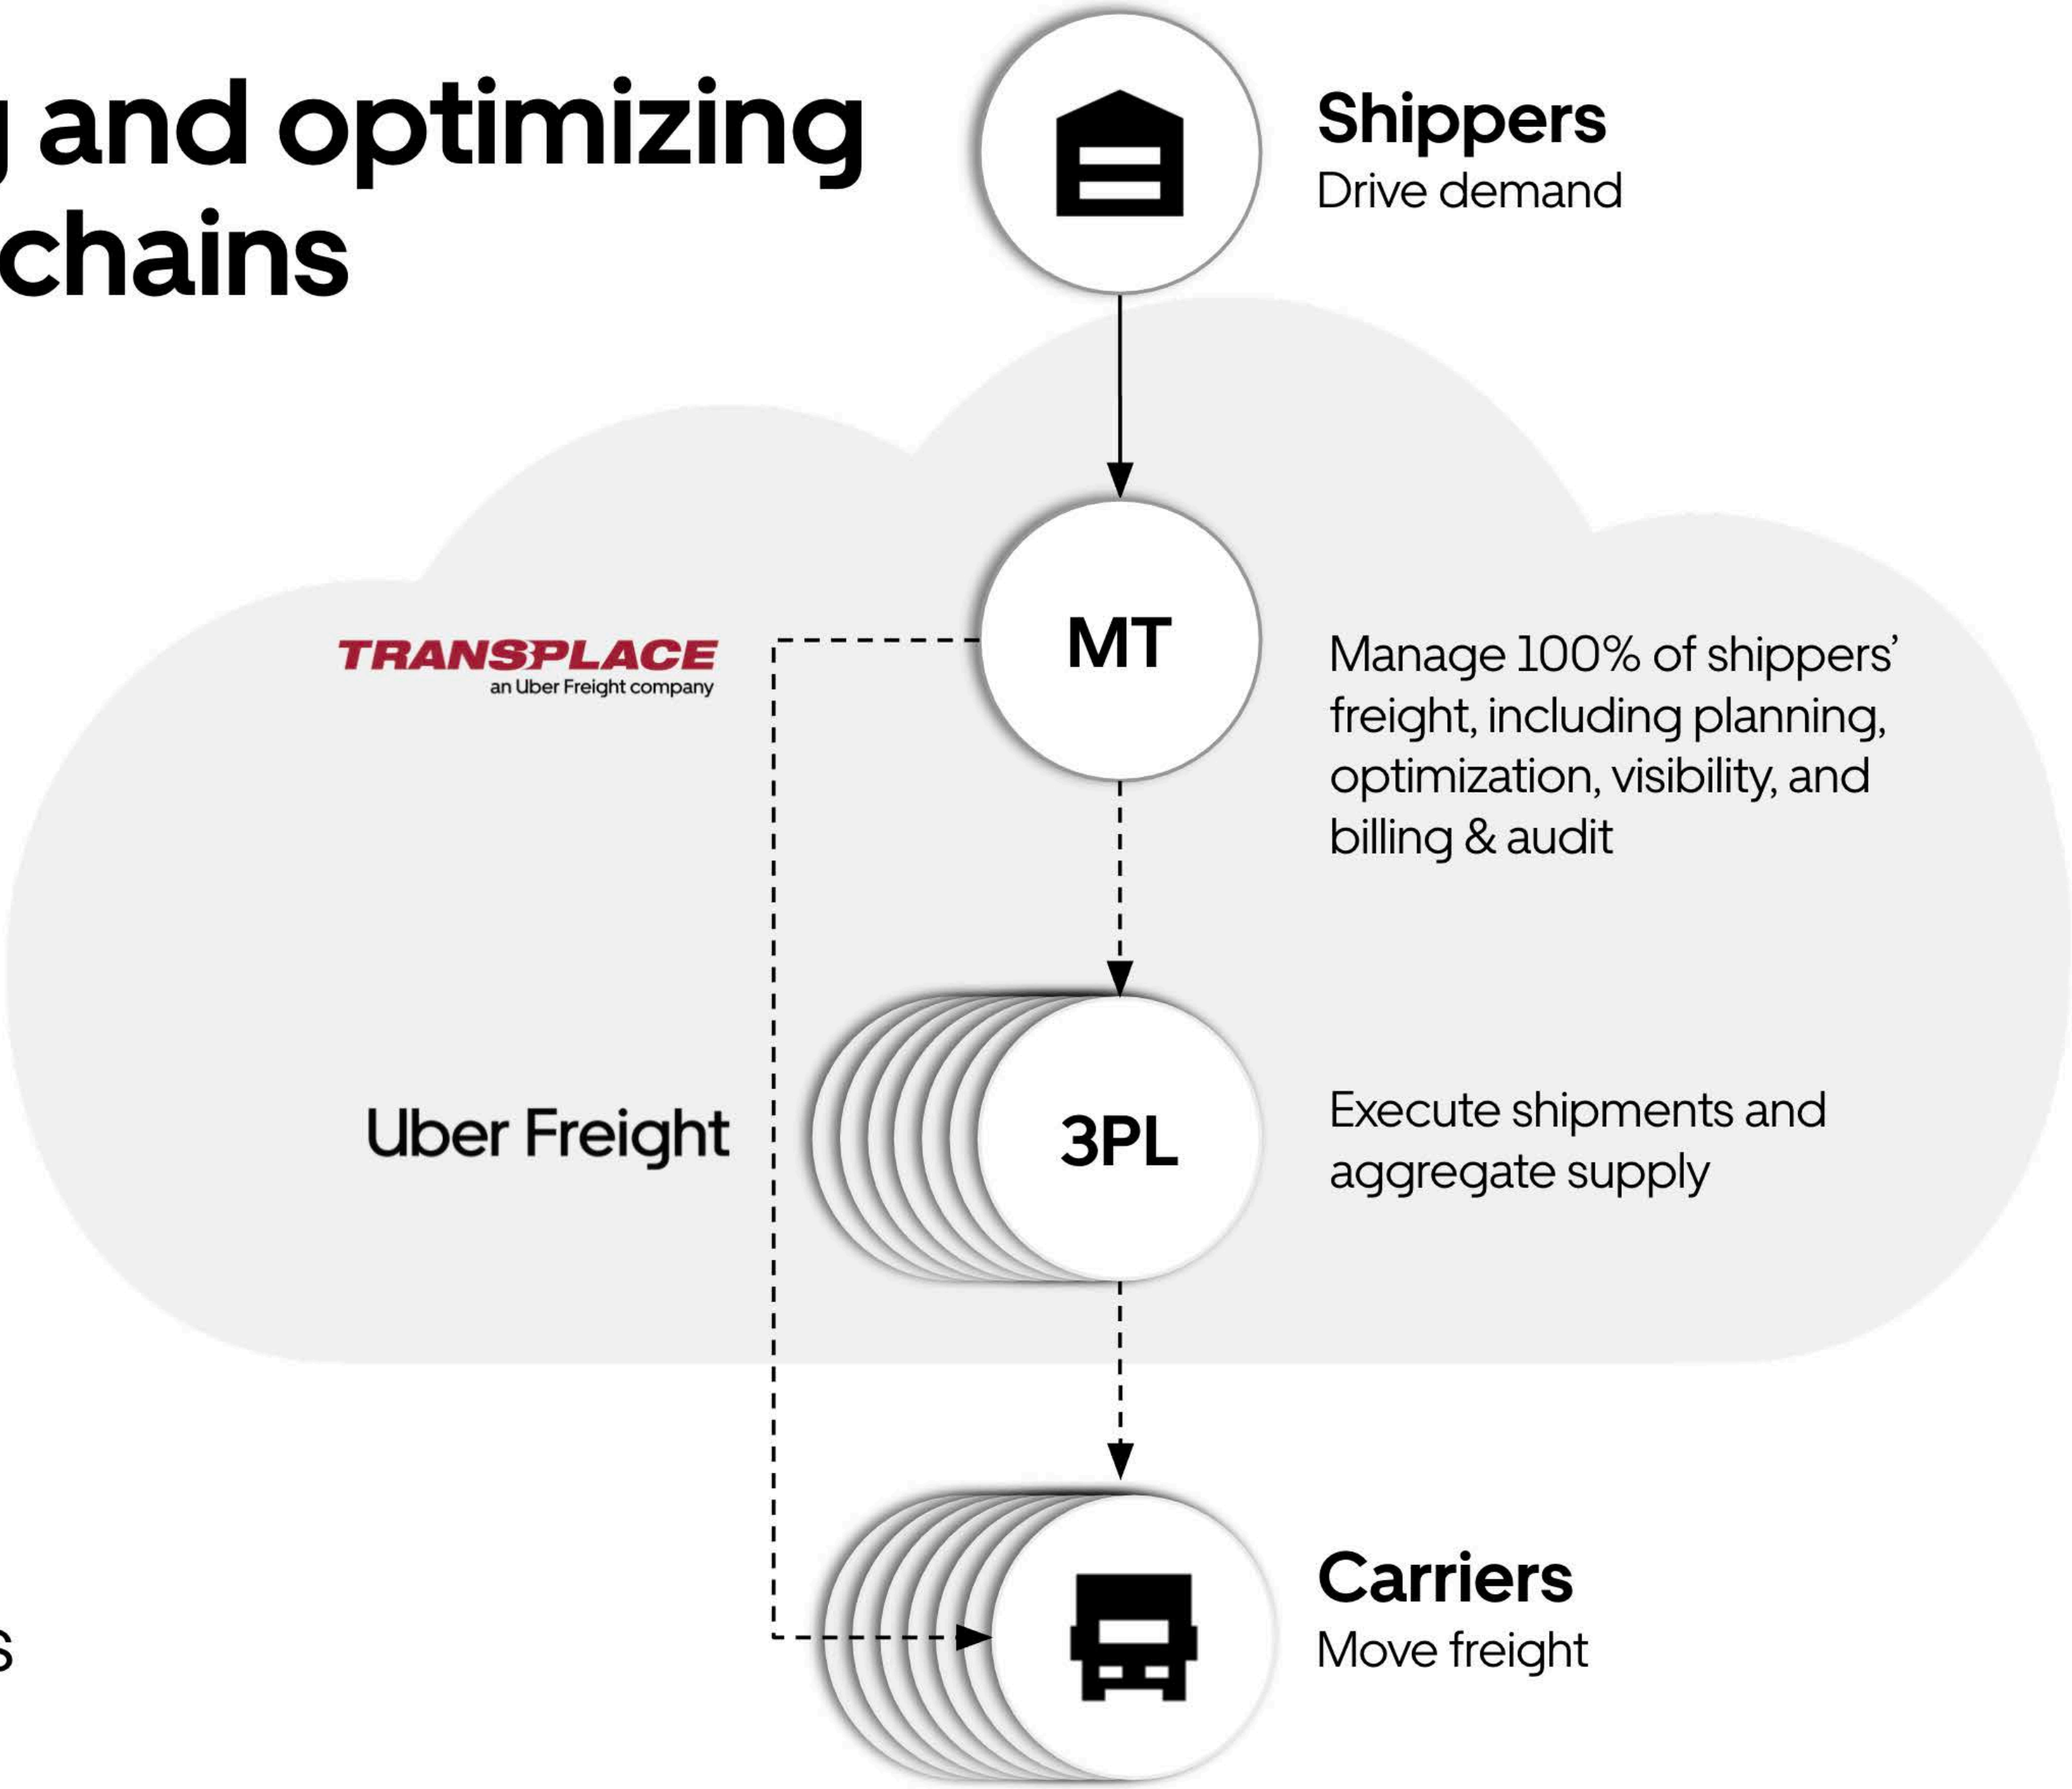 and optimizing
chains
Shippers
Drive demand
TRANSPLACE
an Uber Freight company
MT
Manage 100% of shippers’
freight, including planning,
optimization, visibility, and
billing & audit
Uber Freight
3PL
Execute shipments and
aggregate supply
Carriers
Move freight